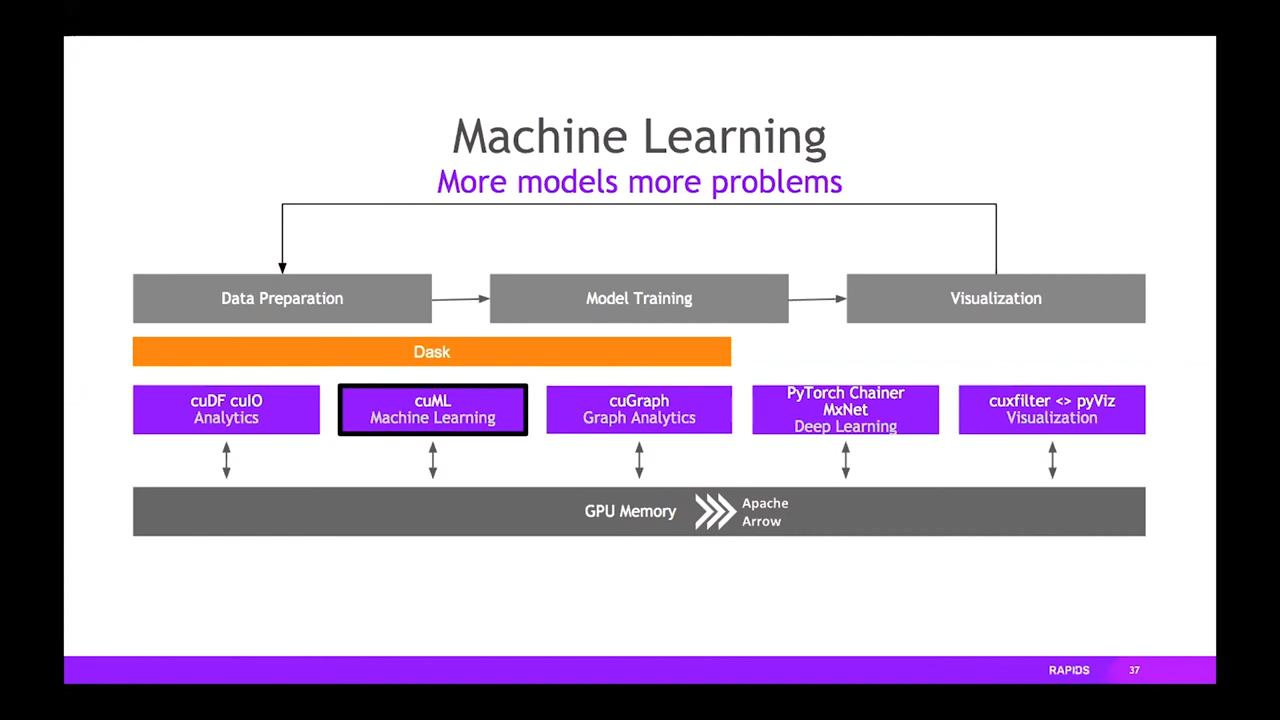 Machine Learning
More models more problems
Data Preparation
Model Training
Visualization
Dask
cuDF cuIO
Analytics
cuML
Machine Learning
cuGraph
Graph Analytics
PyTorch Chainer
MxNet
Deep Learning
cuxfilter <> pyViz
Visualization
GPU Memory
Apache
Arrow
RAPIDS
37